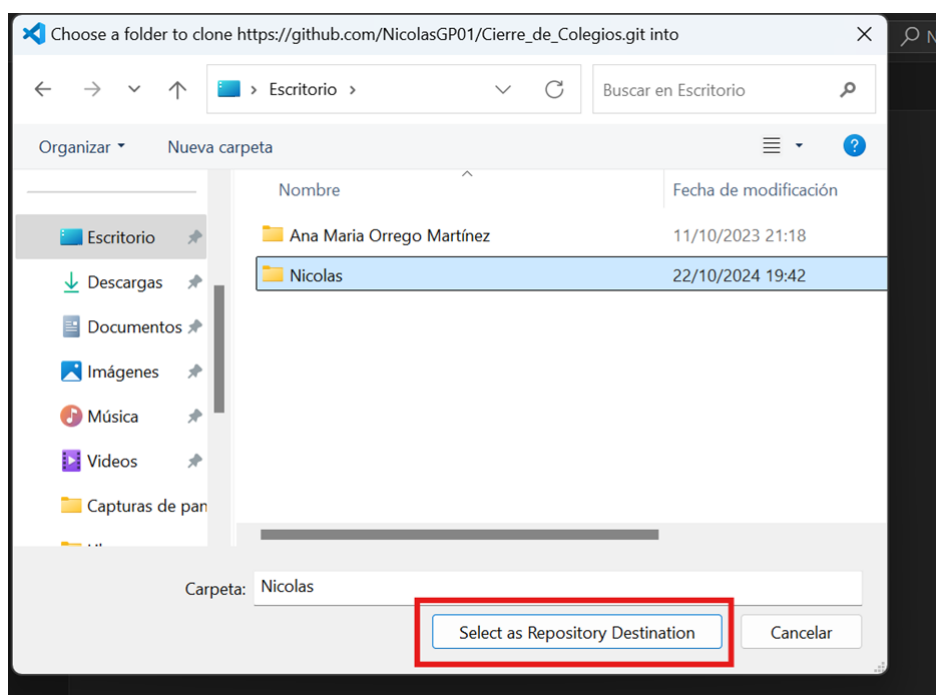 Choose a folder to clone https://github.com/NicolasGP01/Cierre_de_Colegios.git into
Escritorio
Buscar en Escritorio
Organizar
Nueva carpeta
?
Nombre
Fecha de modificación
Escritorio
Ana Maria Orrego Martínez
11/10/2023 21:18
Descargas
Nicolas
22/10/2024 19:42
Documentos
Imágenes
Música
Videos
Capturas de pan
Carpeta:
Nicolas
Select as Repository Destination
Cancelar
N